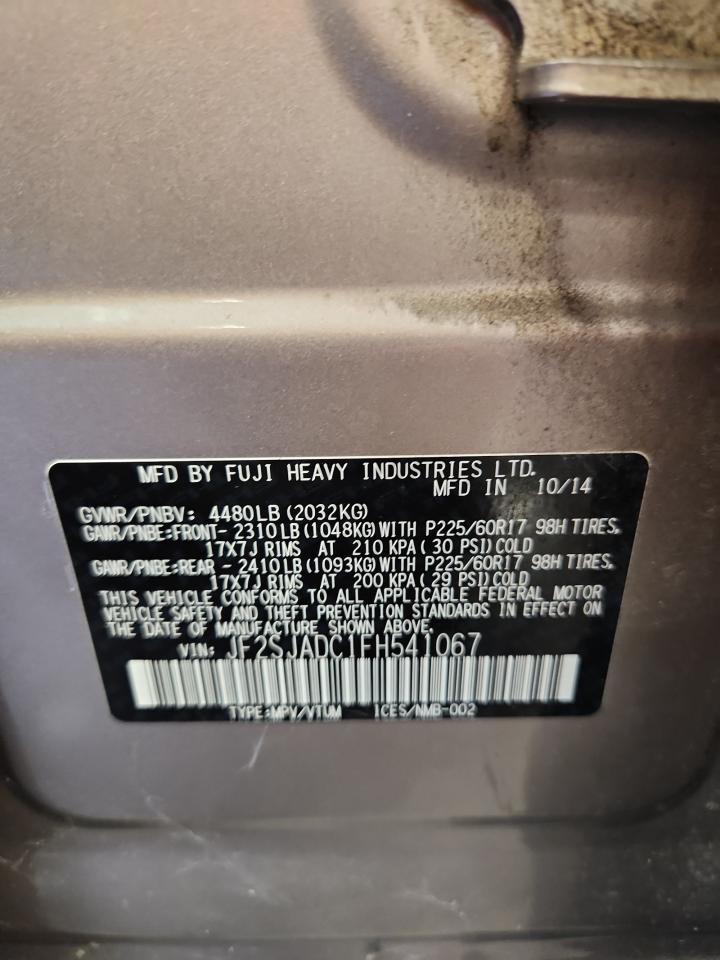 MFD BY FUJI HEAVY INDUSTRIES LTD.
MFD IN 10/14
GVWR/PNBV: 4480LB (2032KG)
GAWR/PNBE:FRONT- 2310LB (1048KG) WITH P225/60R17 98H TIRES,
17X7J RIMS AT 210 KPA ( 30 PSI) COLD
GAWR/PNBE:REAR - 2410LB (1093KG) WITH P225/60R17 98H TIRES,
17X7J RIMS AT 200 KPA ( 29 PSI) COLD
THIS VEHICLE CONFORMS TO ALL APPLICABLE FEDERAL MOTOR
VEHICLE SAFETY AND THEFT PREVENTION STANDARDS IN EFFECT ON
THE DATE OF MANUFACTURE SHOWN ABOVE.
VIN: JF2SJADC1FH541067
TYPE:MPV/VTUM ICES/NMB-002